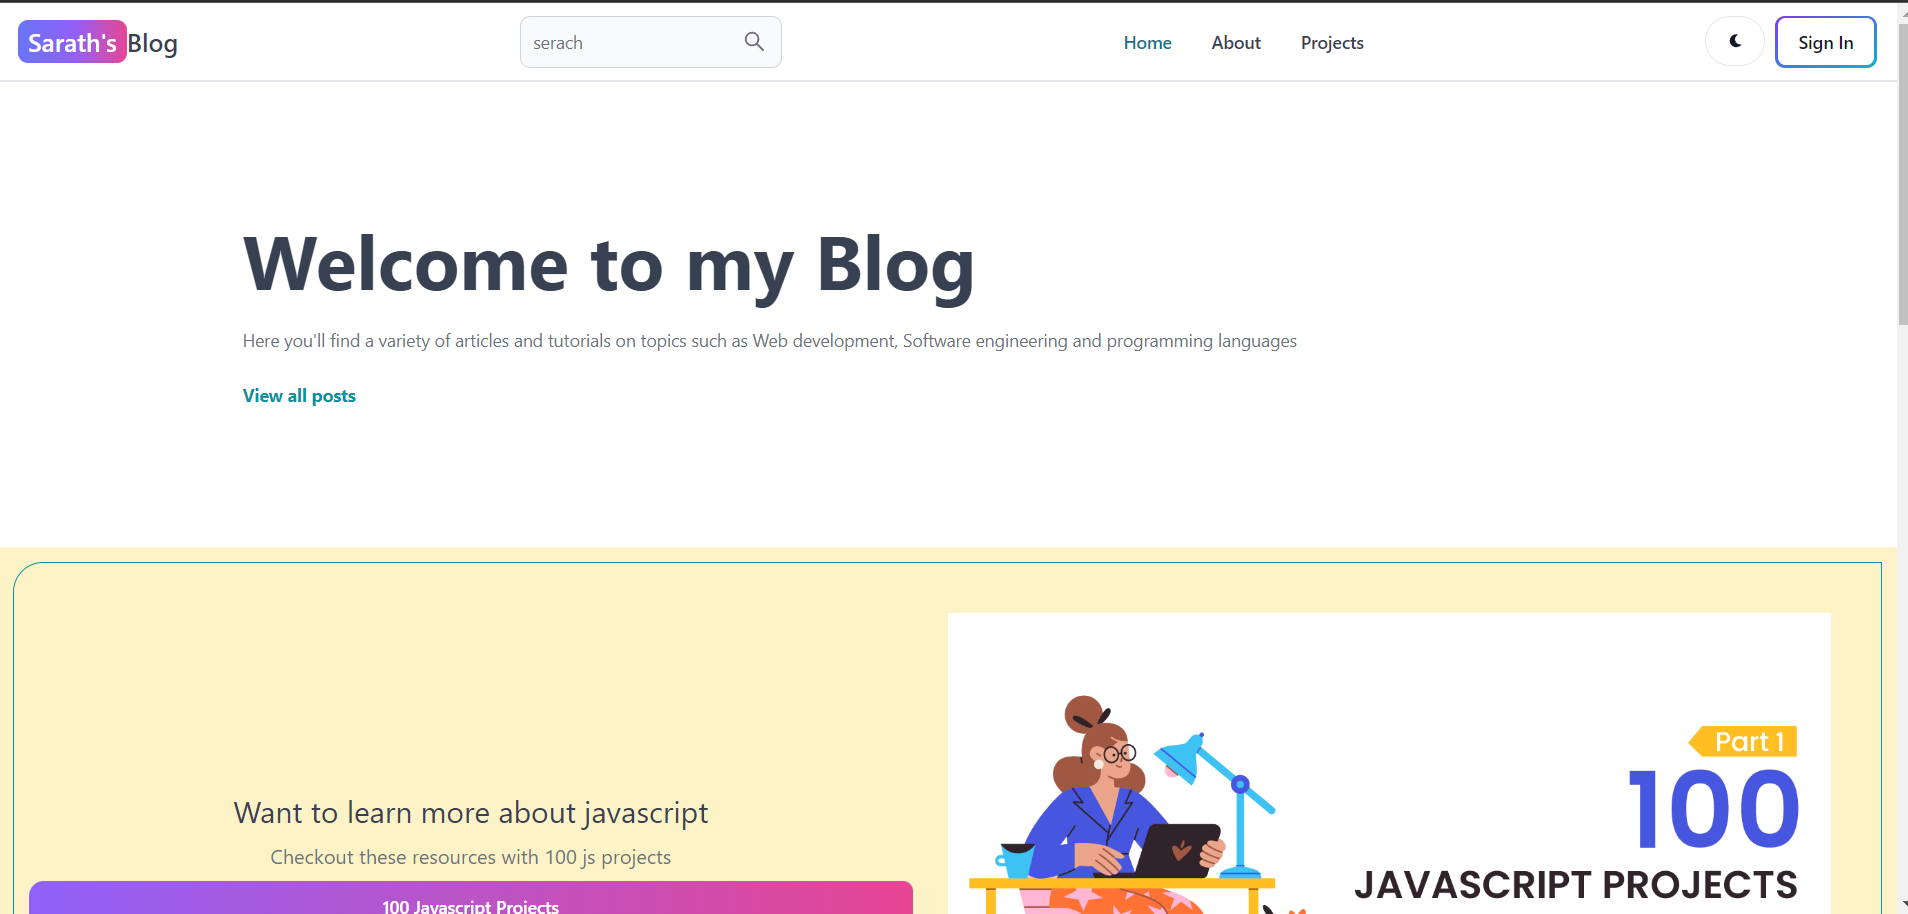 Sarath's Blog
serach
Home About Projects
Sign In
Welcome to my Blog
Here you'll find a variety of articles and tutorials on topics such as Web development, Software engineering and programming languages
View all posts
Want to learn more about javascript
Checkout these resources with 100 js projects
100 Javascript Projects
Part 1
100
JAVASCRIPT PROJECTS